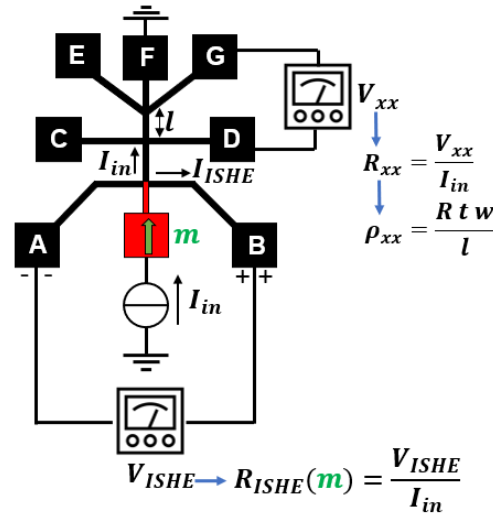 E F G
C D
l
I_in
I_ISHE
V_xx
R_xx = V_xx / I_in
ρ_xx = R t w / l
A B
- - + +
m
I_in
V_ISHE → R_ISHE(m) = V_ISHE / I_in